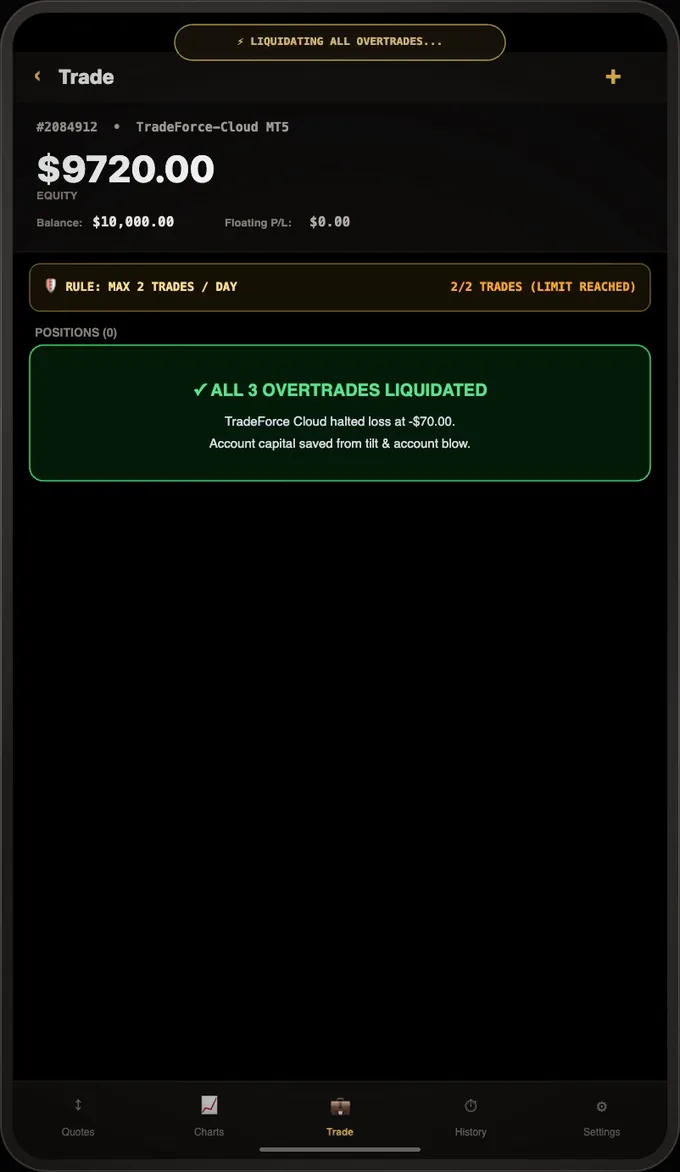 ⚡ LIQUIDATING ALL OVERTRADES...
‹ Trade +
#2084912 • TradeForce-Cloud MT5
$9720.00
EQUITY
Balance: $10,000.00 Floating P/L: $0.00
RULE: MAX 2 TRADES / DAY 2/2 TRADES (LIMIT REACHED)
POSITIONS (0)
✓ ALL 3 OVERTRADES LIQUIDATED
TradeForce Cloud halted loss at -$70.00.
Account capital saved from tilt & account blow.
Quotes Charts Trade History Settings